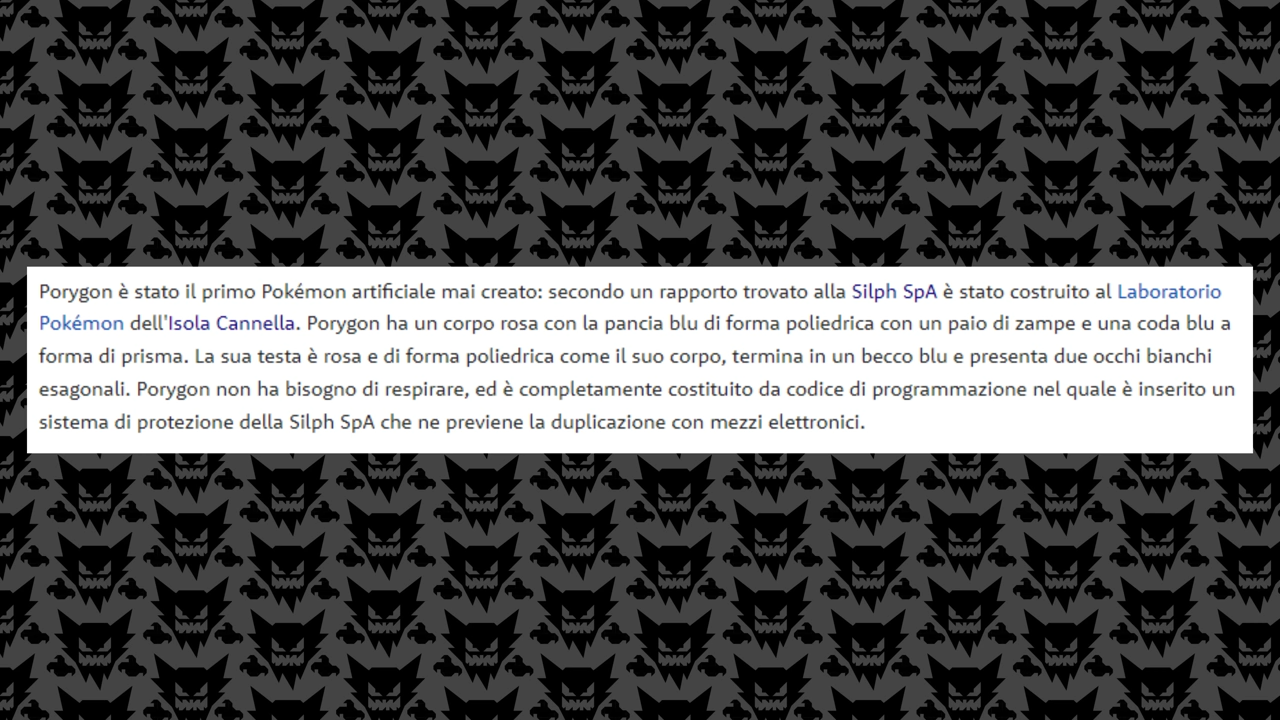 Porygon è stato il primo Pokémon artificiale mai creato: secondo un rapporto trovato alla Silph SpA è stato costruito al Laboratorio
Pokémon dell'Isola Cannella. Porygon ha un corpo rosa con la pancia blu di forma poliedrica con un paio di zampe e una coda blu a
forma di prisma. La sua testa è rosa e di forma poliedrica come il suo corpo, termina in un becco blu e presenta due occhi bianchi
esagonali. Porygon non ha bisogno di respirare, ed è completamente costituito da codice di programmazione nel quale è inserito un
sistema di protezione della Silph SpA che ne previene la duplicazione con mezzi elettronici.